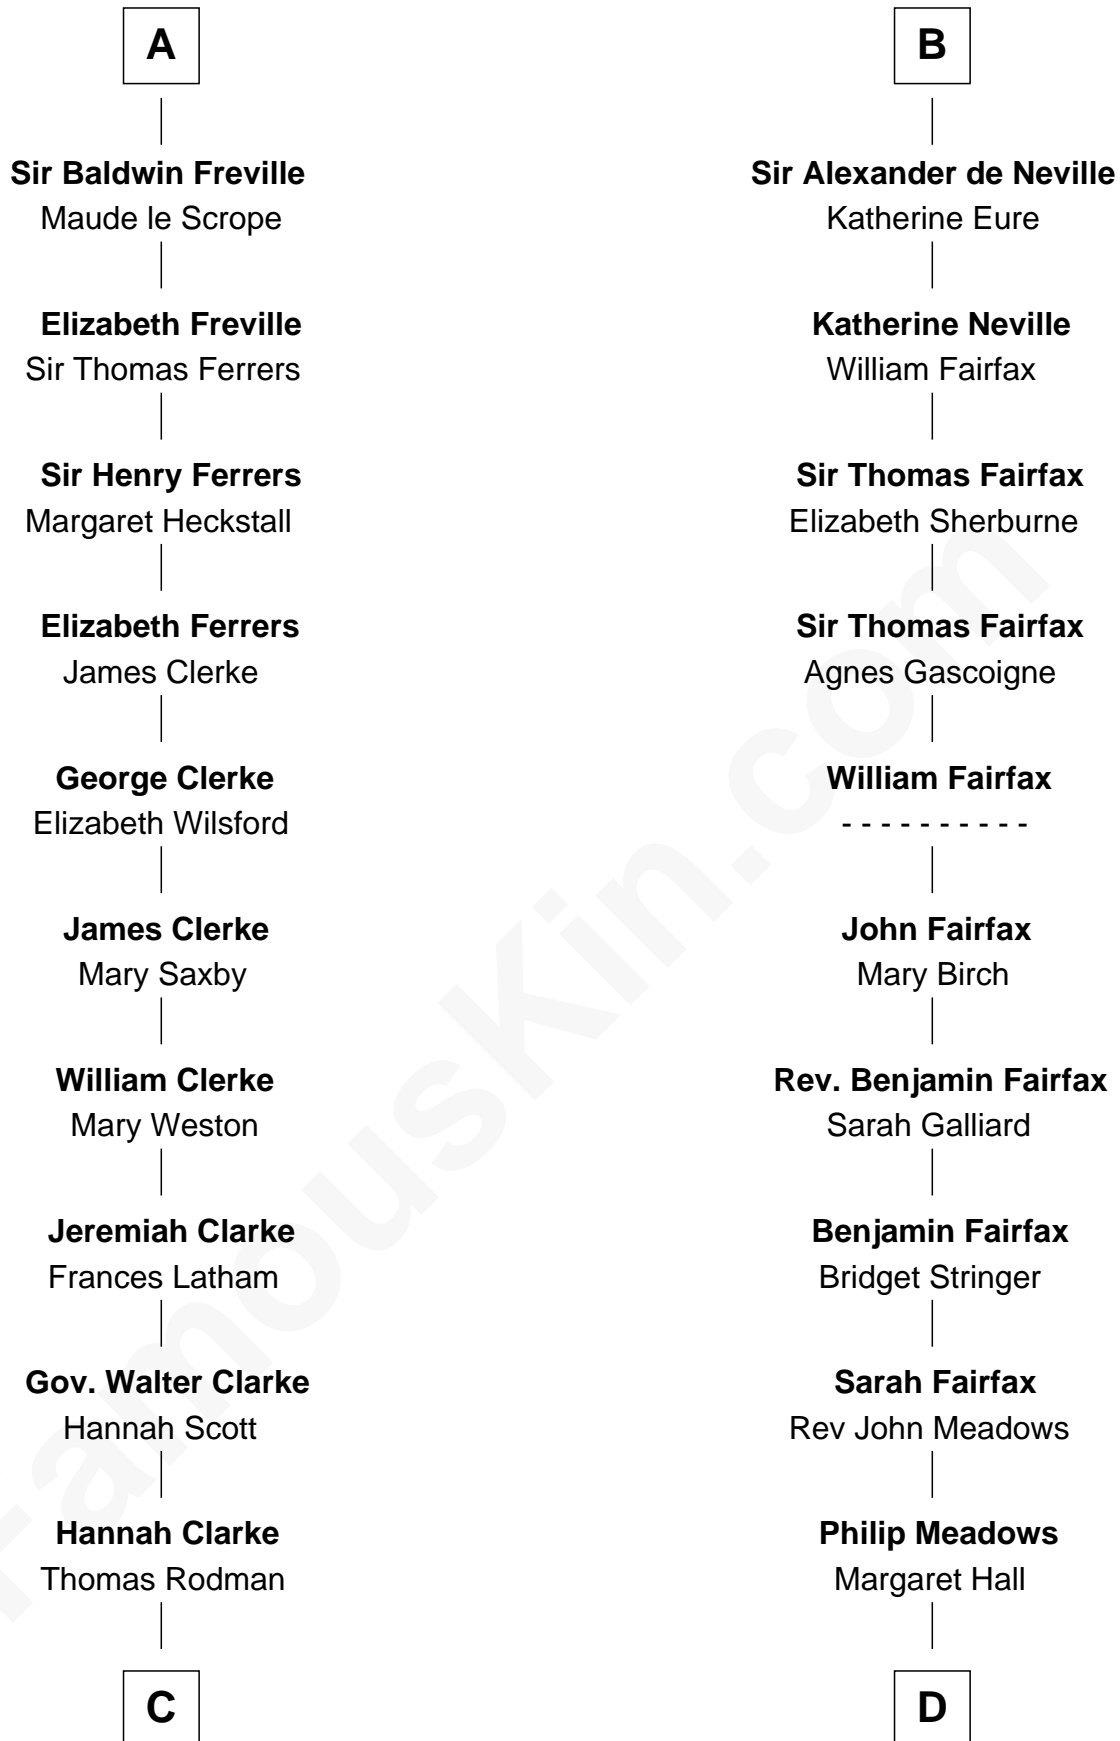 A
Sir Baldwin Freville
Maude le Scrope
Elizabeth Freville
Sir Thomas Ferrers
Sir Henry Ferrers
Margaret Heckstall
Elizabeth Ferrers
James Clerke
George Clerke
Elizabeth Wilsford
James Clerke
Mary Saxby
William Clerke
Mary Weston
Jeremiah Clarke
Frances Latham
Gov. Walter Clarke
Hannah Scott
Hannah Clarke
Thomas Rodman
C
B
Sir Alexander de Neville
Katherine Eure
Katherine Neville
William Fairfax
Sir Thomas Fairfax
Elizabeth Sherburne
Sir Thomas Fairfax
Agnes Gascoigne
William Fairfax
- - - - - - - - - -
John Fairfax
Mary Birch
Rev. Benjamin Fairfax
Sarah Galliard
Benjamin Fairfax
Bridget Stringer
Sarah Fairfax
Rev John Meadows
Philip Meadows
Margaret Hall
D
FamousKin.com